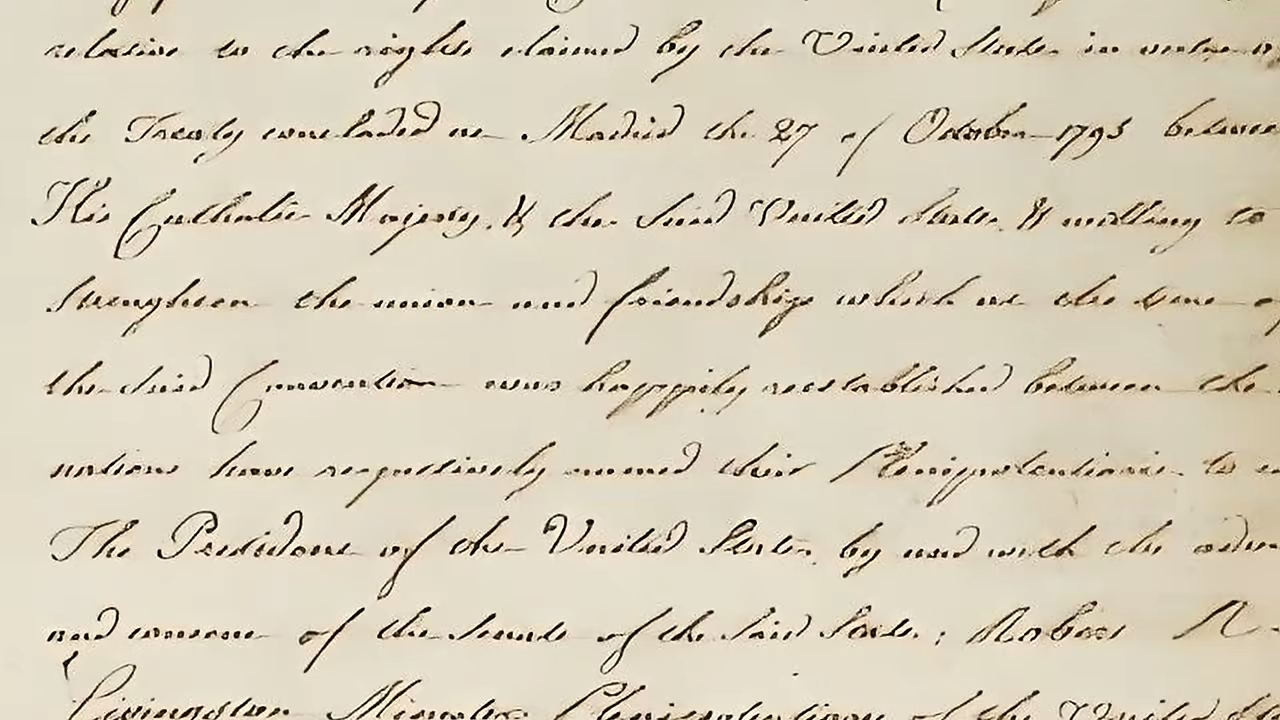 relative to the rights claimed by the United States in virtue of
the Treaty concluded at Madrid the 27 of October 1795 between
His Catholic Majesty, & the Said United States, & willing to
Strengthen the union and friendship which at the time of
the Said Convention was happily reestablished between the
nations have respectively named their Plenipotentiaries to
The President of the United States, by and with the advice
and consent of the Senate of the Said States; Robert R.
Livingston Minister Plenipotentiary of the United